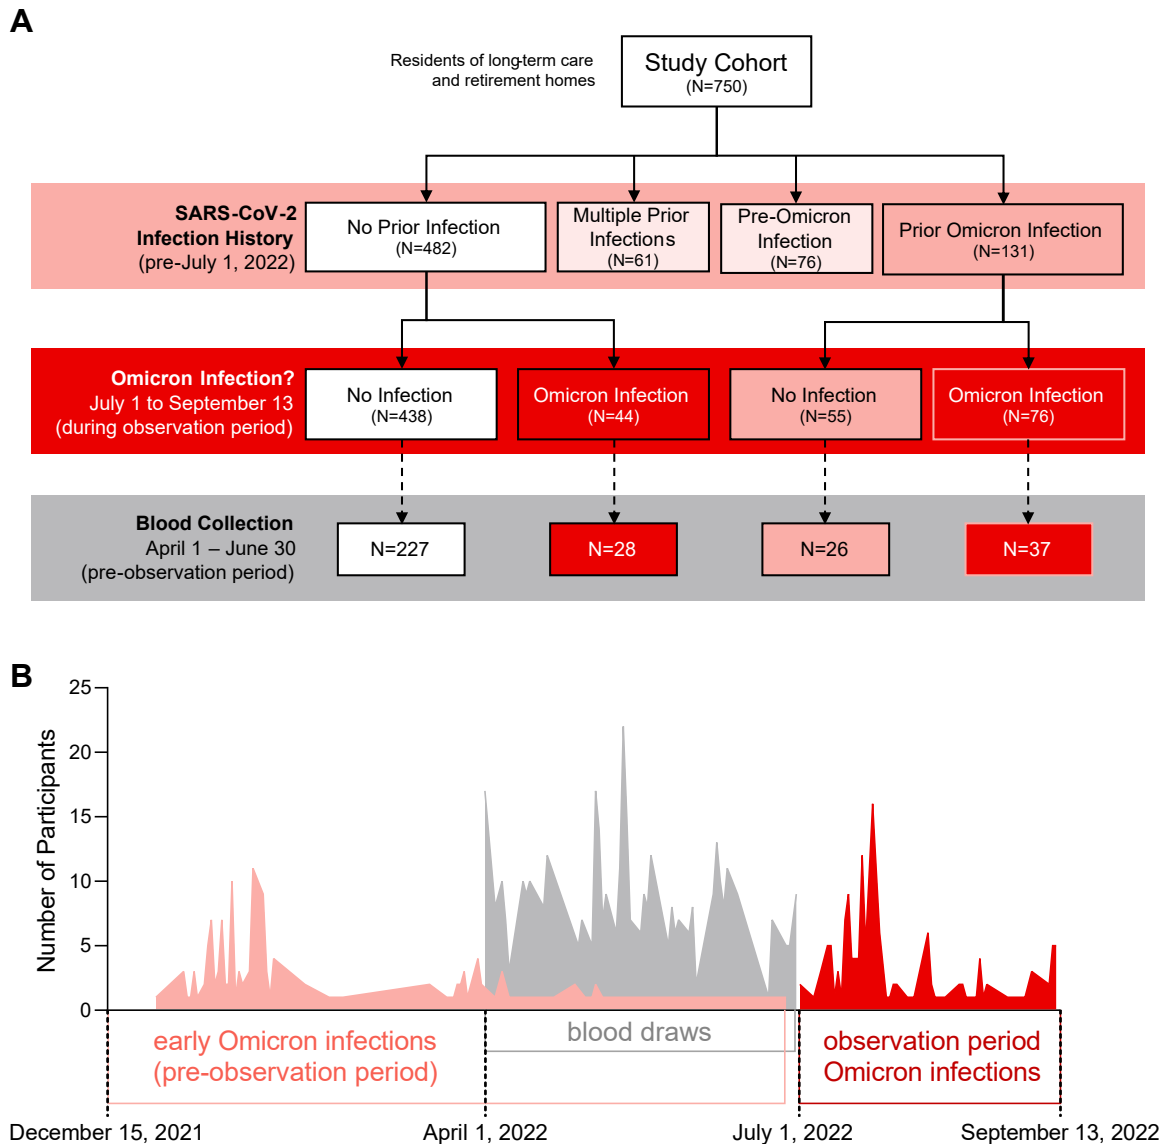 A
Residents of long-term care
and retirement homes
Study Cohort
(N=750)
SARS-CoV-2
Infection History
(pre-July 1, 2022)
No Prior Infection
(N=482)
Multiple Prior
Infections
(N=61)
Pre-Omicron
Infection
(N=76)
Prior Omicron Infection
(N=131)
Omicron Infection?
July 1 to September 13
(during observation period)
No Infection
(N=438)
Omicron Infection
(N=44)
No Infection
(N=55)
Omicron Infection
(N=76)
Blood Collection
April 1 – June 30
(pre-observation period)
N=227
N=28
N=26
N=37
B
Number of Participants
25
20
15
10
5
0
early Omicron infections
(pre-observation period)
blood draws
observation period
Omicron infections
December 15, 2021
April 1, 2022
July 1, 2022
September 13, 2022